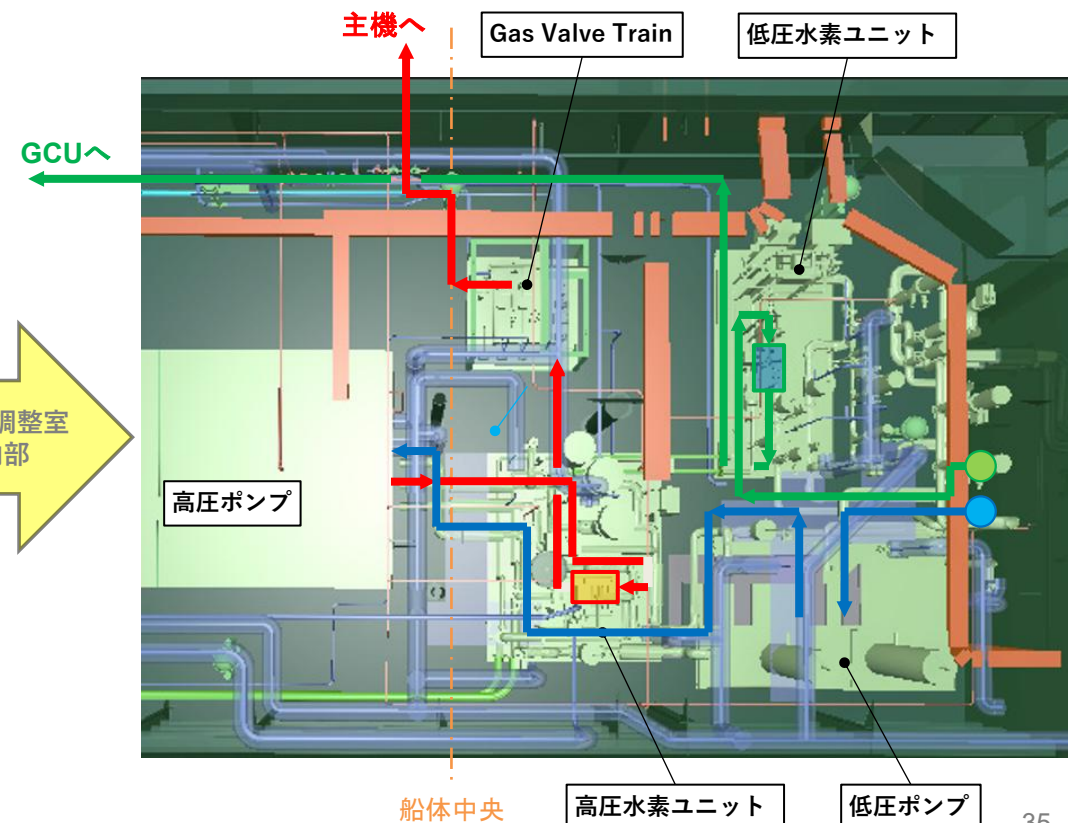 主機へ
Gas Valve Train
低圧水素ユニット
GCUへ
調整室
部
高圧ポンプ
船体中央
高圧水素ユニット
低圧ポンプ
35